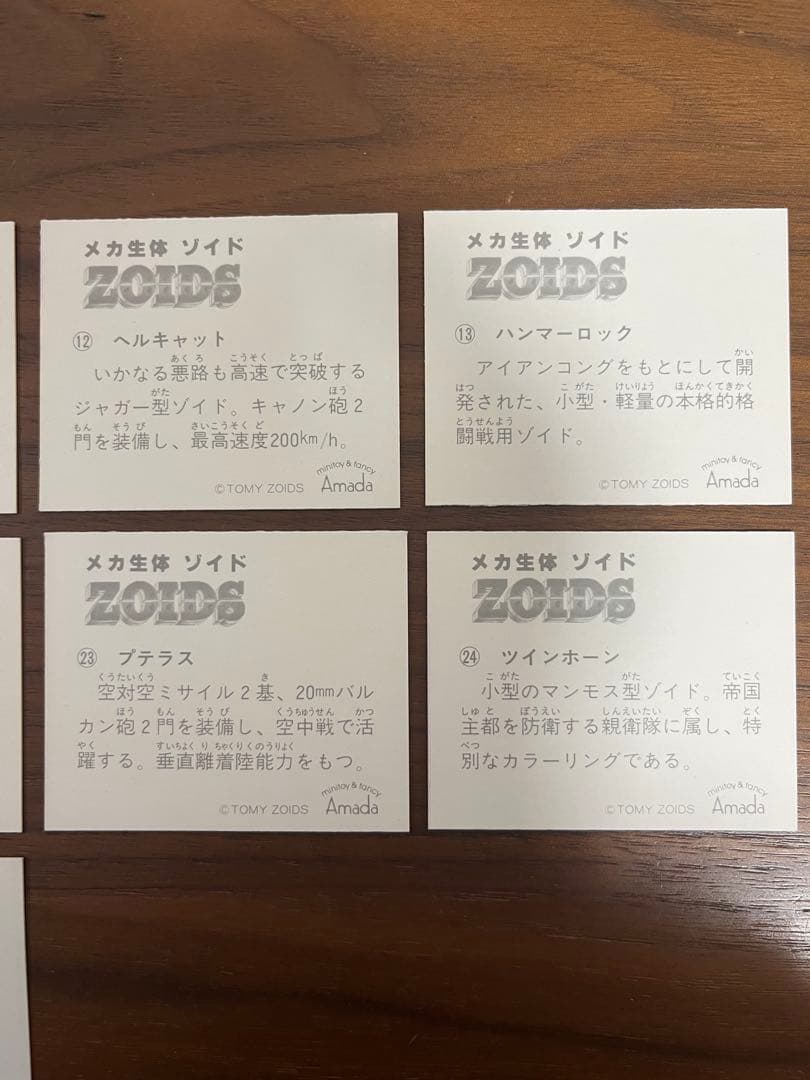 メカ生体 ゾイド
ZOIDS
⑫ ヘルキャット
いかなる悪路も高速で突破する
ジャガー型ゾイド。キャノン砲2
門を装備し、最高速度200km/h。
©TOMY ZOIDS
minitoy & fancy
Amada
メカ生体 ゾイド
ZOIDS
⑬ ハンマーロック
アイアンコングをもとにして開
発された、小型・軽量の本格的格
闘戦用ゾイド。
©TOMY ZOIDS
minitoy & fancy
Amada
メカ生体 ゾイド
ZOIDS
㉓ プテラス
空対空ミサイル2基、20mmバル
カン砲2門を装備し、空中戦で活
躍する。垂直離着陸能力をもつ。
©TOMY ZOIDS
minitoy & fancy
Amada
メカ生体 ゾイド
ZOIDS
㉔ ツインホーン
小型のマンモス型ゾイド。帝国
主都を防衛する親衛隊に属し、特
別なカラーリングである。
©TOMY ZOIDS
minitoy & fancy
Amada